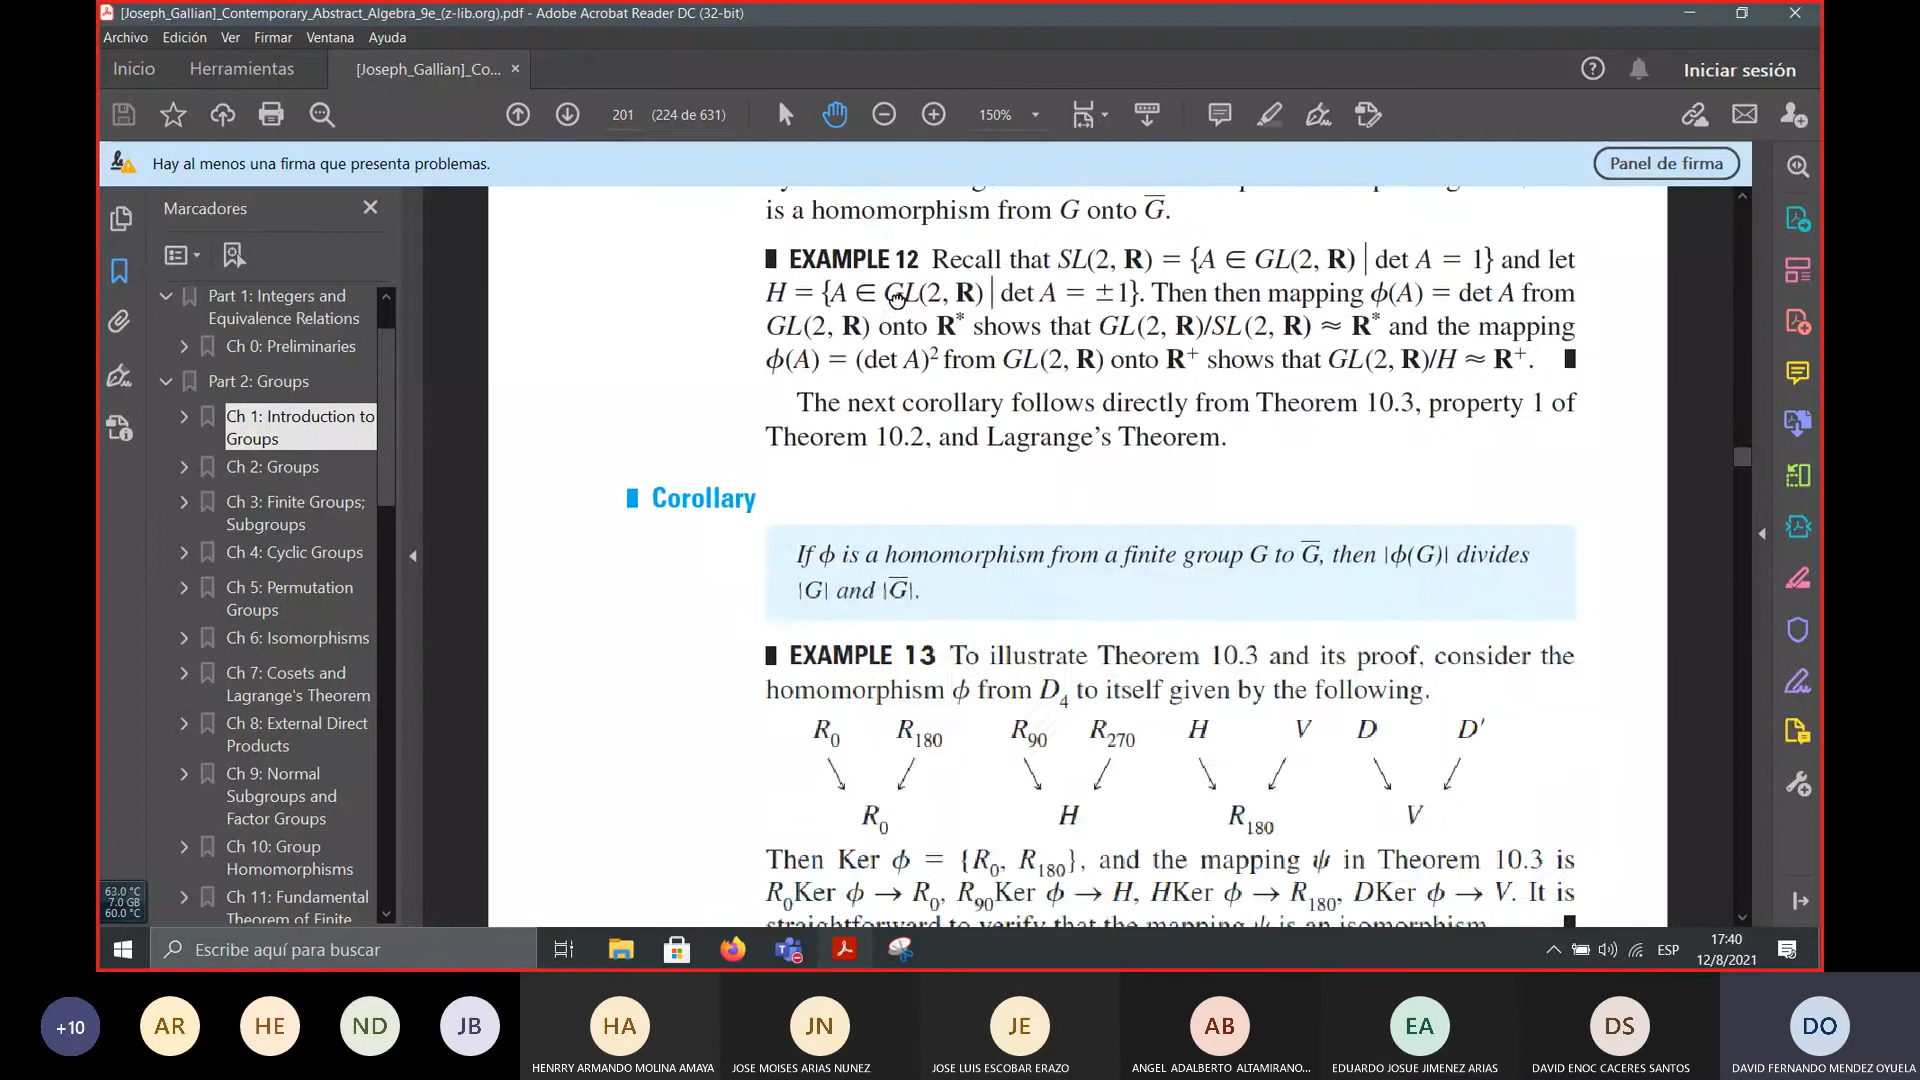 [Joseph_Gallian]_Contemporary_Abstract_Algebra_9e_(z-lib.org).pdf - Adobe Acrobat Reader DC (32-bit)
Archivo Edición Ver Firmar Ventana Ayuda
Inicio Herramientas [Joseph_Gallian]_Co... × Iniciar sesión
201 (224 de 631) 150%
Hay al menos una firma que presenta problemas. Panel de firma
Marcadores
Part 1: Integers and
Equivalence Relations
Ch 0: Preliminaries
Part 2: Groups
Ch 1: Introduction to
Groups
Ch 2: Groups
Ch 3: Finite Groups;
Subgroups
Ch 4: Cyclic Groups
Ch 5: Permutation
Groups
Ch 6: Isomorphisms
Ch 7: Cosets and
Lagrange's Theorem
Ch 8: External Direct
Products
Ch 9: Normal
Subgroups and
Factor Groups
Ch 10: Group
Homomorphisms
Ch 11: Fundamental
Theorem of Finite
is a homomorphism from G onto G̅.
EXAMPLE 12 Recall that SL(2, R) = {A ∈ GL(2, R) | det A = 1} and let
H = {A ∈ GL(2, R) | det A = ±1}. Then then mapping ϕ(A) = det A from
GL(2, R) onto R* shows that GL(2, R)/SL(2, R) ≈ R* and the mapping
ϕ(A) = (det A)² from GL(2, R) onto R⁺ shows that GL(2, R)/H ≈ R⁺.
The next corollary follows directly from Theorem 10.3, property 1 of
Theorem 10.2, and Lagrange's Theorem.
Corollary
If ϕ is a homomorphism from a finite group G to G̅, then |ϕ(G)| divides
|G| and |G̅|.
EXAMPLE 13 To illustrate Theorem 10.3 and its proof, consider the
homomorphism ϕ from D₄ to itself given by the following.
R₀ R₁₈₀ R₉₀ R₂₇₀ H V D D′
↘ ↙ ↘ ↙ ↘ ↙ ↘ ↙
R₀ H R₁₈₀ V
Then Ker ϕ = {R₀, R₁₈₀}, and the mapping ψ in Theorem 10.3 is
R₀Ker ϕ → R₀, R₉₀Ker ϕ → H, HKer ϕ → R₁₈₀, DKer ϕ → V. It is
straightforward to verify that the mapping ψ is an isomorphism.
63.0 °C
7.0 GB
60.0 °C
Escribe aquí para buscar
ESP
17:40
12/8/2021
+10 AR HE ND JB HA JN JE AB EA DS DO
HENRRY ARMANDO MOLINA AMAYA JOSE MOISES ARIAS NUNEZ JOSE LUIS ESCOBAR ERAZO ANGEL ADALBERTO ALTAMIRANO... EDUARDO JOSUE JIMENEZ ARIAS DAVID ENOC CACERES SANTOS DAVID FERNANDO MENDEZ OYUELA